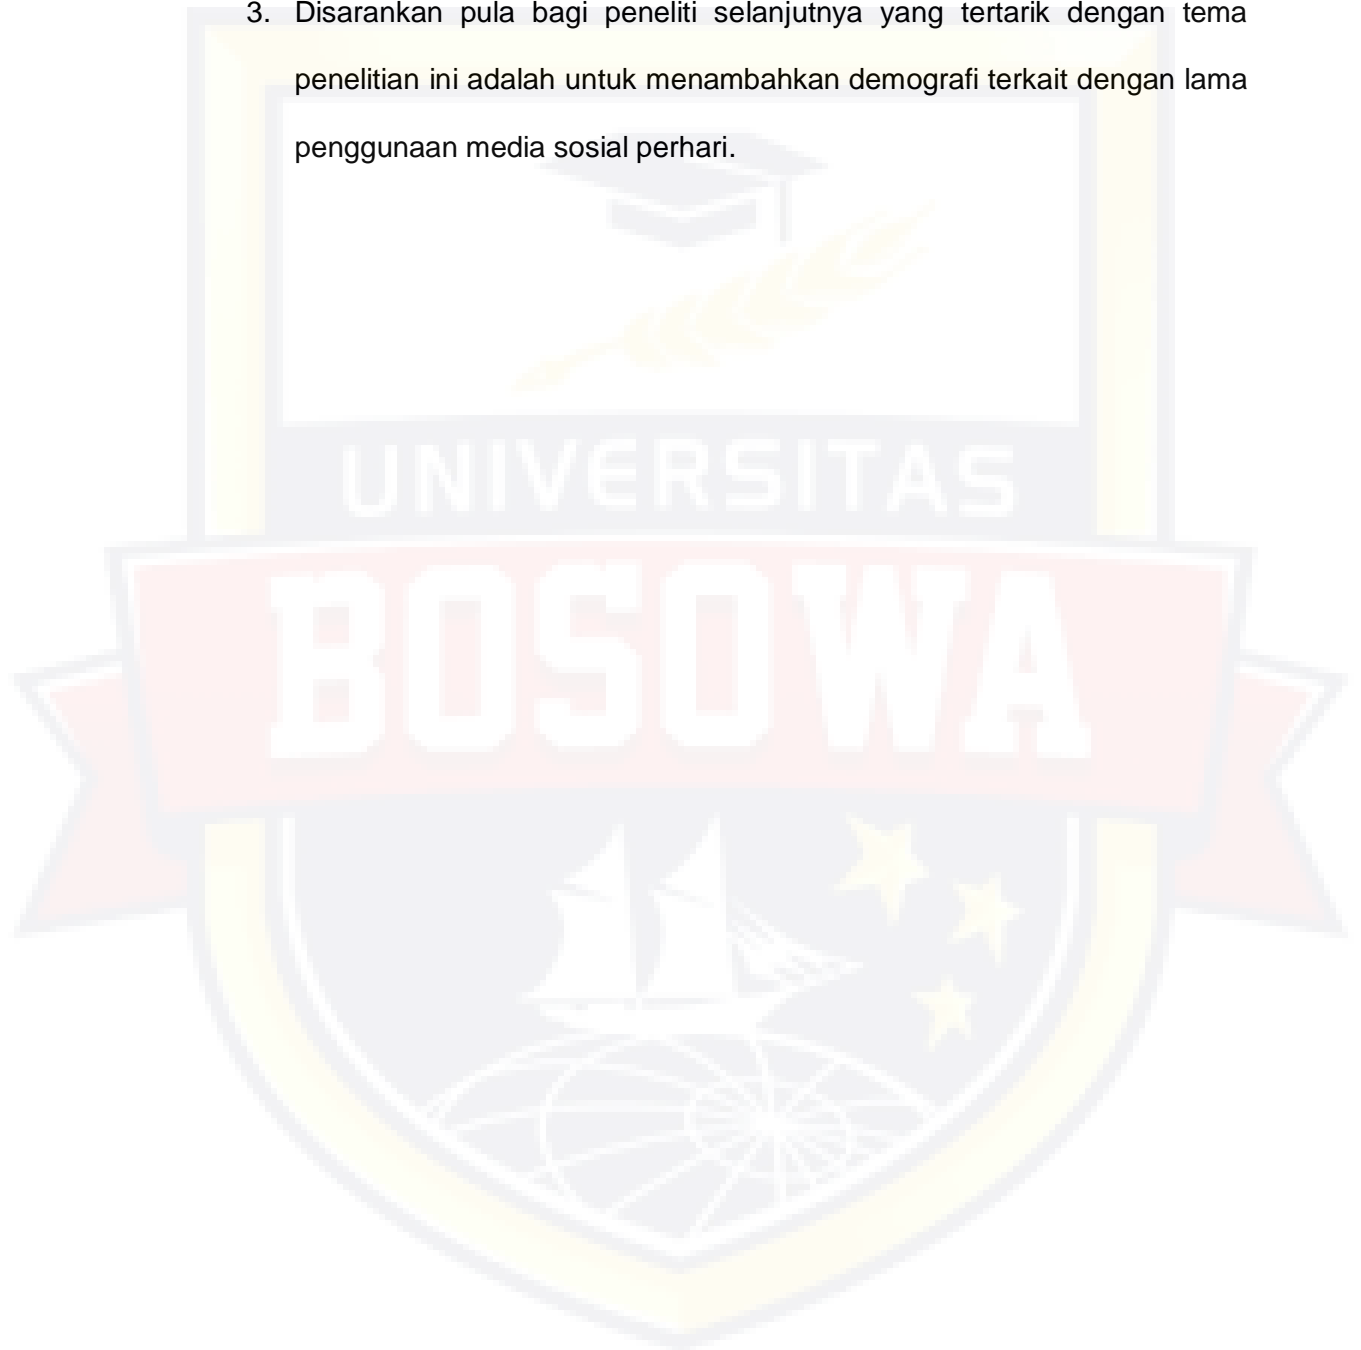 3. Disarankan pula bagi peneliti selanjutnya yang tertarik dengan tema
penelitian ini adalah untuk menambahkan demografi terkait dengan lama
penggunaan media sosial perhari.
UNIVERSITAS
BOSOWA